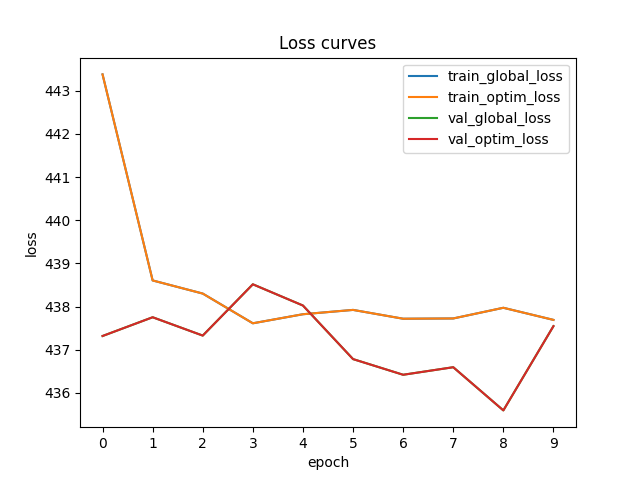 Loss curves
443
442
441
440
439
438
437
436
loss
train_global_loss
train_optim_loss
val_global_loss
val_optim_loss
0 1 2 3 4 5 6 7 8 9
epoch